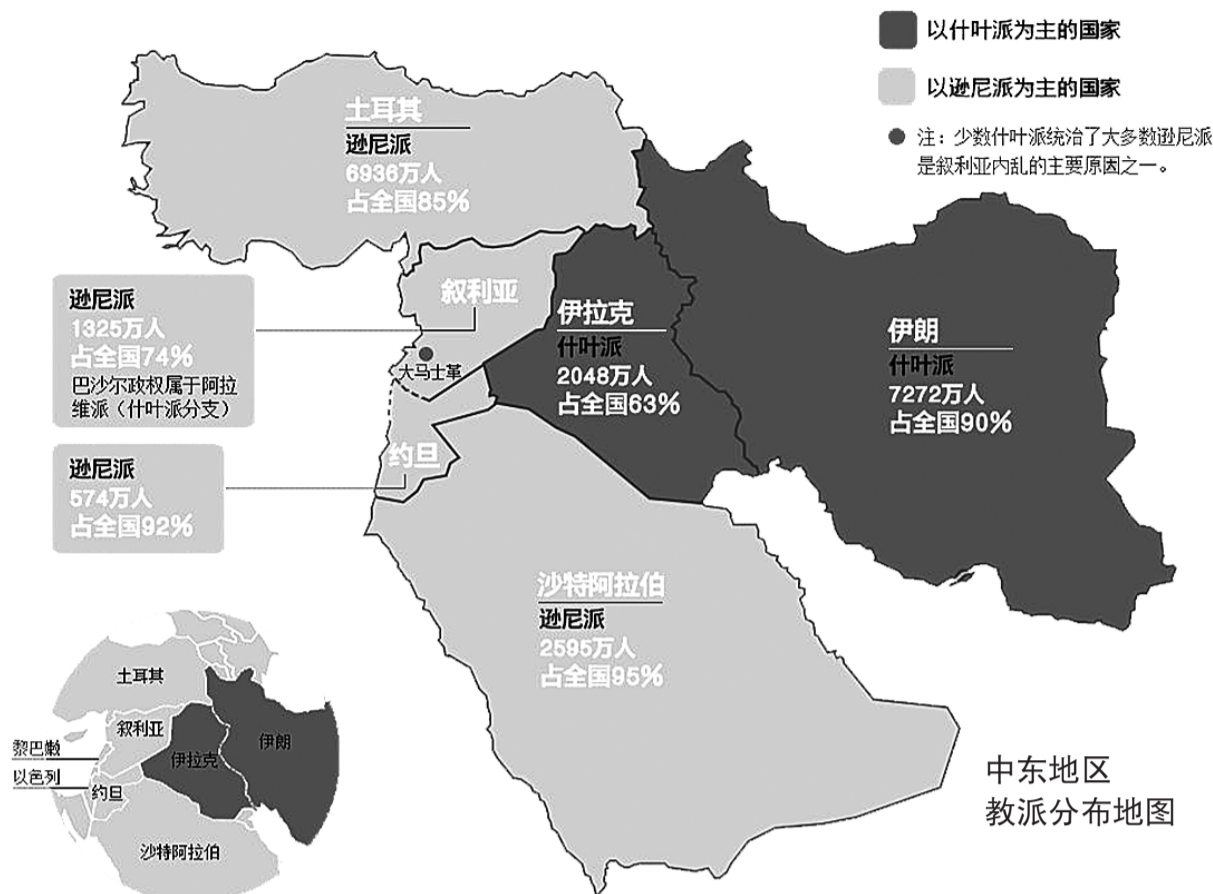 以什叶派为主的国家
以逊尼派为主的国家
注：少数什叶派统治了大多数逊尼派
是叙利亚内乱的主要原因之一。
土耳其
逊尼派
6936万人
占全国85%
叙利亚
大马士革
逊尼派
1325万人
占全国74%
巴沙尔政权属于阿拉
维派（什叶派分支）
伊拉克
什叶派
2048万人
占全国63%
伊朗
什叶派
7272万人
占全国90%
约旦
逊尼派
574万人
占全国92%
沙特阿拉伯
逊尼派
2595万人
占全国95%
土耳其
叙利亚
黎巴嫩
以色列
约旦
伊拉克
伊朗
沙特阿拉伯
中东地区
教派分布地图